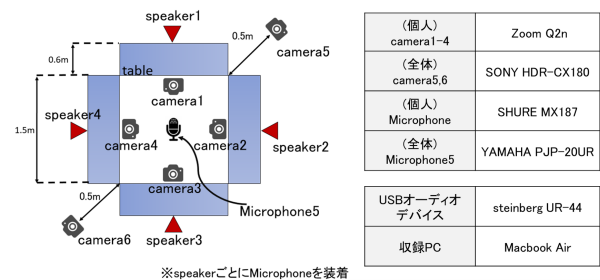 speaker1
0.5m
camera5
0.6m
table
camera1
speaker4
1.5m
camera4
camera2
speaker2
camera3
0.5m
Microphone5
camera6
speaker3
※speakerごとにMicrophoneを装着
（個人）
camera1-4
Zoom Q2n
（全体）
camera5,6
SONY HDR-CX180
（個人）
Microphone
SHURE MX187
（全体）
Microphone5
YAMAHA PJP-20UR
USBオーディオ
デバイス
steinberg UR-44
収録PC
Macbook Air